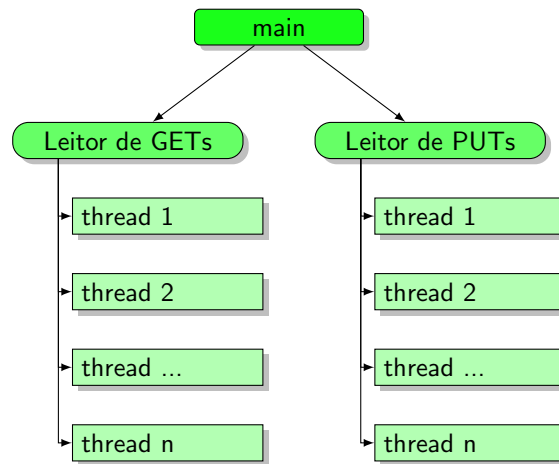 main
Leitor de GETs
thread 1
thread 2
thread ...
thread n
Leitor de PUTs
thread 1
thread 2
thread ...
thread n